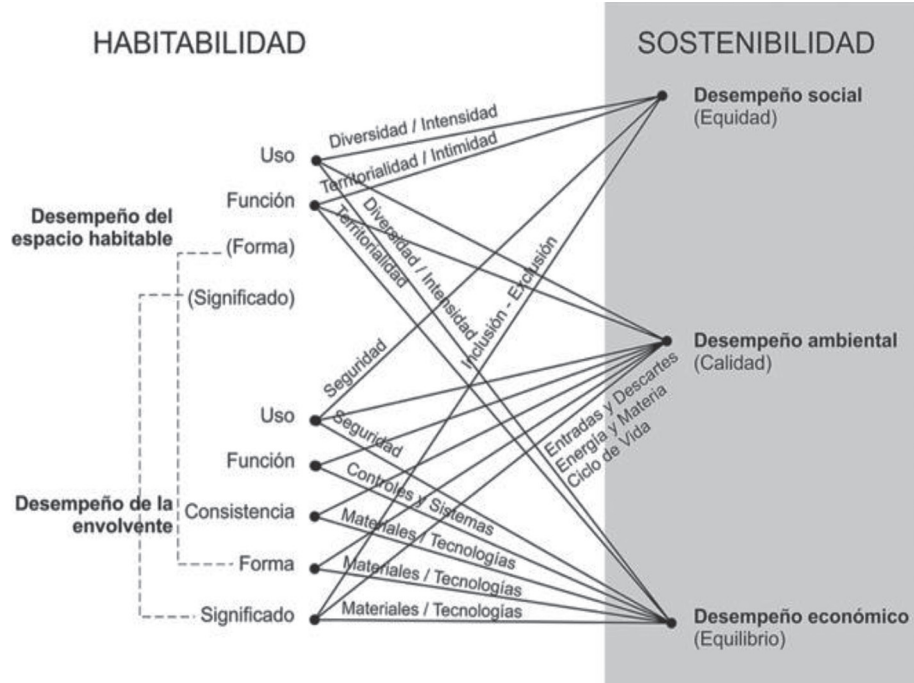 HABITABILIDAD
SOSTENIBILIDAD
Desempeño social
(Equidad)
Diversidad / Intensidad
Uso
Territorialidad / Intimidad
Función
Desempeño del
espacio habitable
Territorialidad
Diversidad / Intensidad
(Forma)
(Significado)
Inclusión - Exclusión
Desempeño ambiental
(Calidad)
Seguridad
Entradas y Descartes
Energía y Materia
Ciclo de Vida
Uso
Seguridad
Función
Controles y Sistemas
Desempeño de la
envolvente
Consistencia
Materiales / Tecnologías
Forma
Materiales / Tecnologías
Significado
Materiales / Tecnologías
Desempeño económico
(Equilibrio)